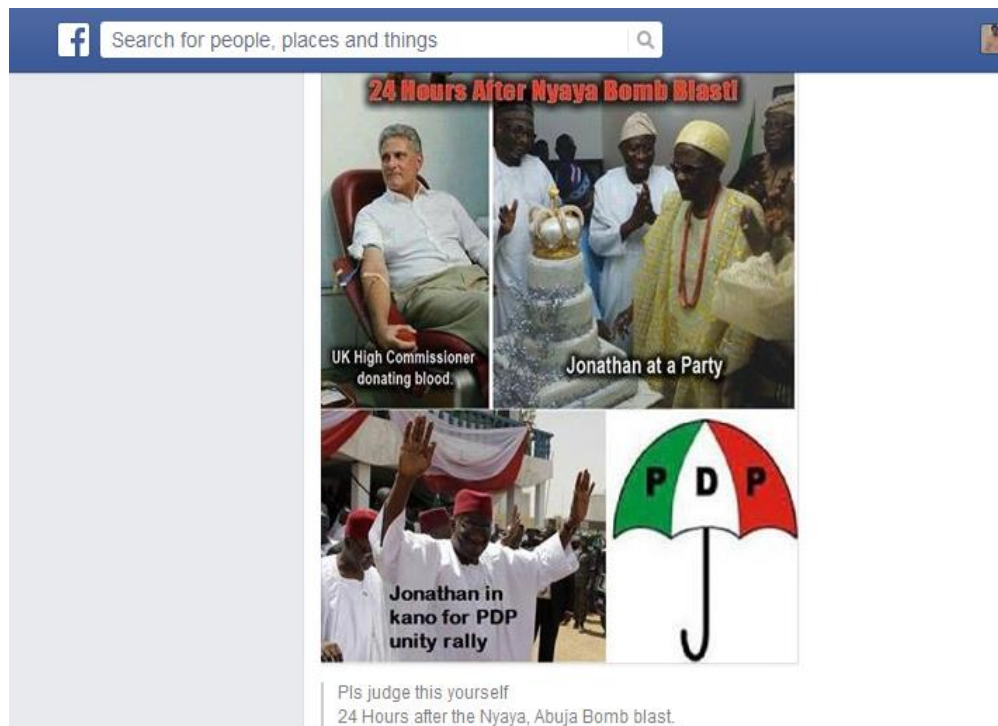 Search for people, places and things
24 Hours After Nyaya Bomb Blast!
UK High Commissioner
donating blood.
Jonathan at a Party
Jonathan in
kano for PDP
unity rally
P D P
Pls judge this yourself
24 Hours after the Nyaya, Abuja Bomb blast.